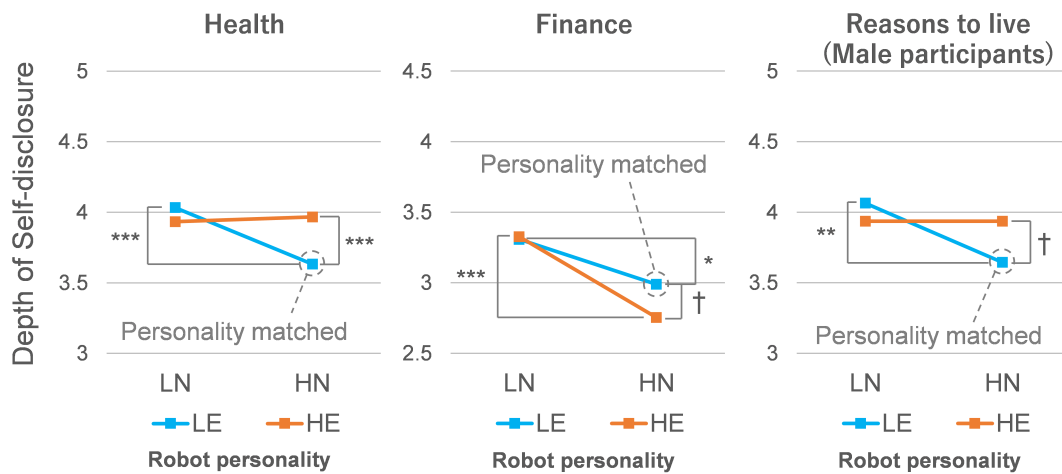 Health
Finance
Reasons to live
(Male participants)
Depth of Self-disclosure
5
4.5
4
3.5
3
***
***
Personality matched
LN
HN
LE
HE
Robot personality
4.5
4
3.5
3
2.5
Personality matched
***
*
†
LN
HN
LE
HE
Robot personality
5
4.5
4
3.5
3
**
†
Personality matched
LN
HN
LE
HE
Robot personality